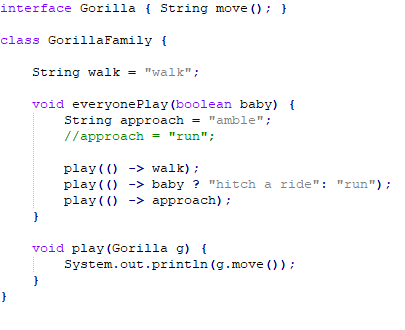 interface Gorilla { String move(); }
class GorillaFamily {
String walk = "walk";
void everyonePlay(boolean baby) {
String approach = "amble";
//approach = "run";
play(() -> walk);
play(() -> baby ? "hitch a ride": "run");
play(() -> approach);
}
void play(Gorilla g) {
System.out.println(g.move());
}
}